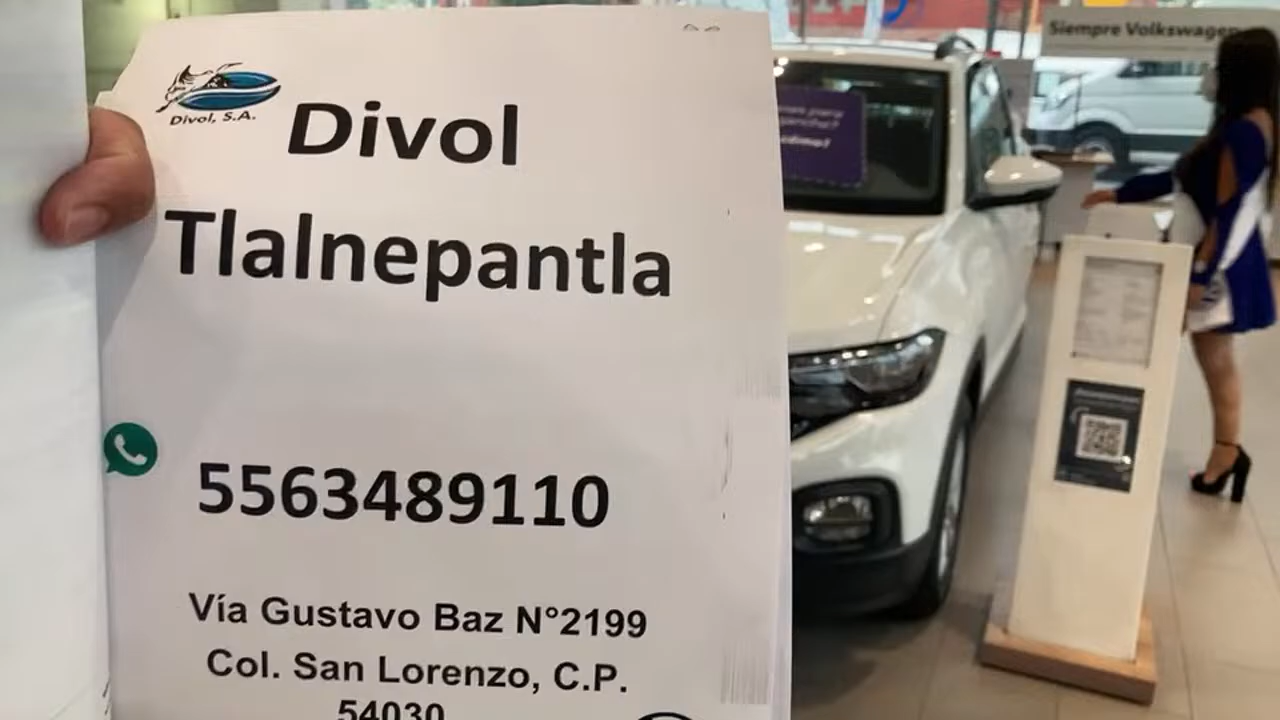 Divol, S.A.
Divol
Tlalnepantla
5563489110
Vía Gustavo Baz N°2199
Col. San Lorenzo, C.P.
54030
Siempre Volkswagen